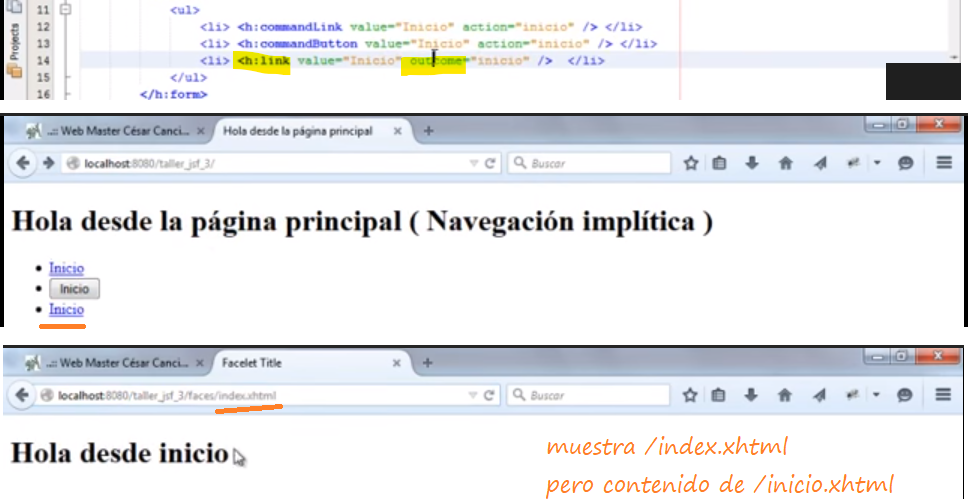 Projects
11 <ul>
12 <li> <h:commandLink value="Inicio" action="inicio" /> </li>
13 <li> <h:commandButton value="Inicio" action="inicio" /> </li>
14 <li> <h:link value="Inicio" outcome="inicio" /> </li>
15 </ul>
16 </h:form>
..:: Web Master César Canci... × Hola desde la página principal × +
localhost:8080/taller_jsf_3/ Buscar
Hola desde la página principal ( Navegación implítica )
• Inicio
• Inicio
• Inicio
..:: Web Master César Canci... × Facelet Title × +
localhost:8080/taller_jsf_3/faces/index.xhtml Buscar
Hola desde inicio
muestra /index.xhtml
pero contenido de /inicio.xhtml